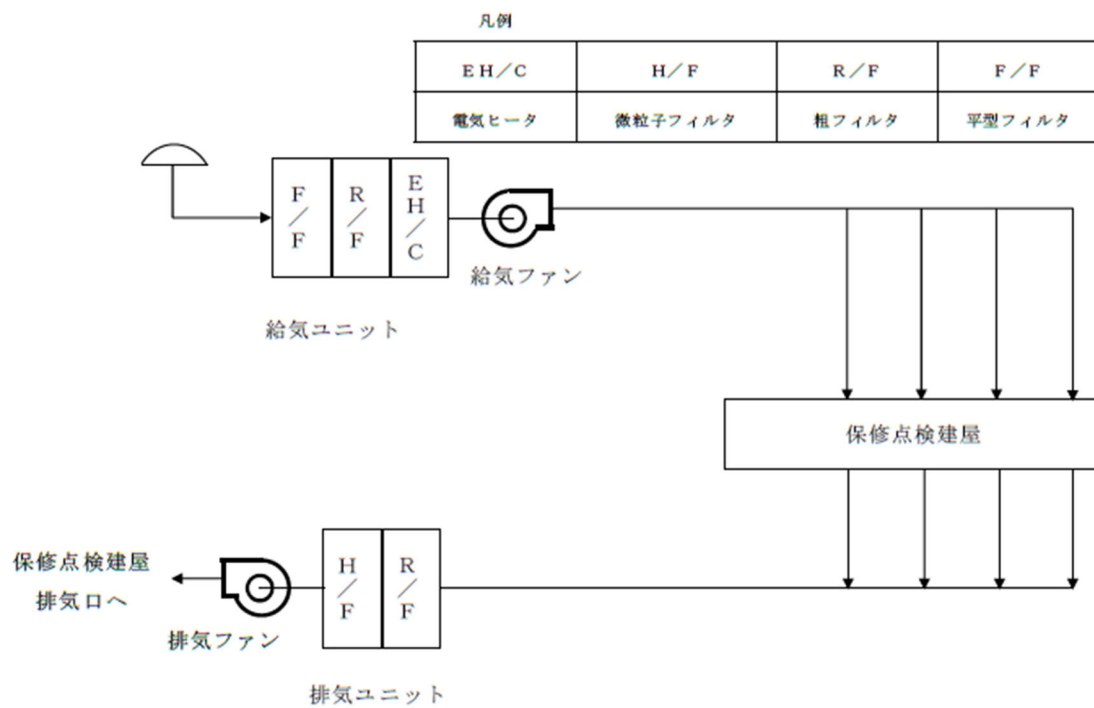 凡例
EH/C H/F R/F F/F
電気ヒータ 微粒子フィルタ 粗フィルタ 平型フィルタ
F/F R/F EH/C
給気ファン
給気ユニット
保修点検建屋
保修点検建屋
排気口へ
H/F R/F
排気ファン
排気ユニット